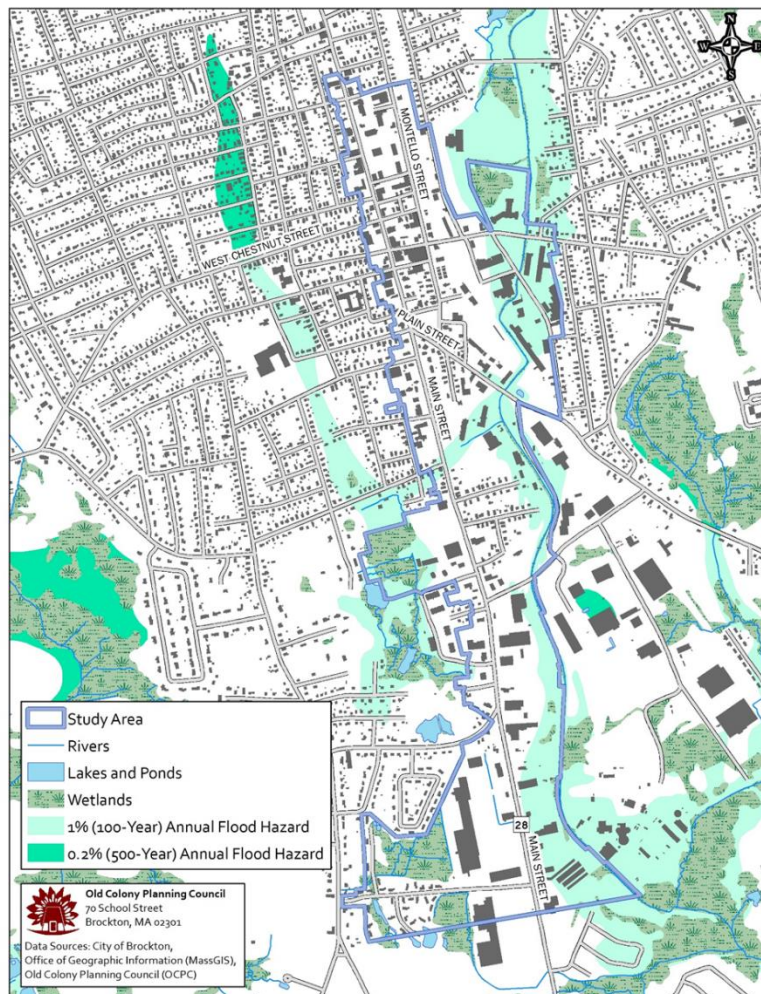 N
W E
S
MONTELLO STREET
WEST CHESTNUT STREET
PLAIN STREET
MAIN STREET
28
MAIN STREET
Study Area
Rivers
Lakes and Ponds
Wetlands
1% (100-Year) Annual Flood Hazard
0.2% (500-Year) Annual Flood Hazard
Old Colony Planning Council
70 School Street
Brockton, MA 02301
Data Sources: City of Brockton,
Office of Geographic Information (MassGIS),
Old Colony Planning Council (OCPC)